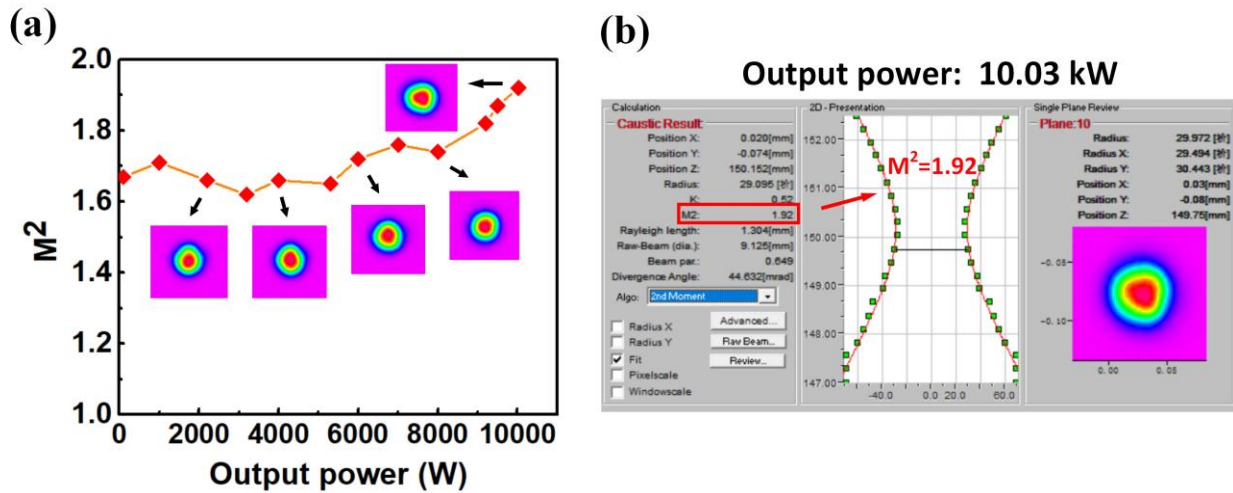 (a)
2.0
1.8
1.6
1.4
1.2
1.0
M²
0 2000 4000 6000 8000 10000
Output power (W)
(b)
Output power: 10.03 kW
Calculation
Caustic Result:
Position X: 0.020[mm]
Position Y: -0.074[mm]
Position Z: 150.152[mm]
Radius: 29.095 [祄]
K: 0.52
M2: 1.92
Rayleigh length: 1.304[mm]
Raw-Beam (dia.): 9.125[mm]
Beam par.: 0.649
Divergence Angle: 44.632[mrad]
Algo: 2nd Moment
Radius X
Radius Y
Fit
Pixelscale
Windowscale
Advanced...
Raw Beam...
Review...
2D - Presentation
152.00
151.00
150.00
149.00
148.00
147.00
-40.0 0.0 20.0 60.0
M²=1.92
Single Plane Review
Plane:10
Radius: 29.972 [祄]
Radius X: 29.494 [祄]
Radius Y: 30.443 [祄]
Position X: 0.03[mm]
Position Y: -0.08[mm]
Position Z: 149.75[mm]
-0.05
-0.10
0.00 0.05